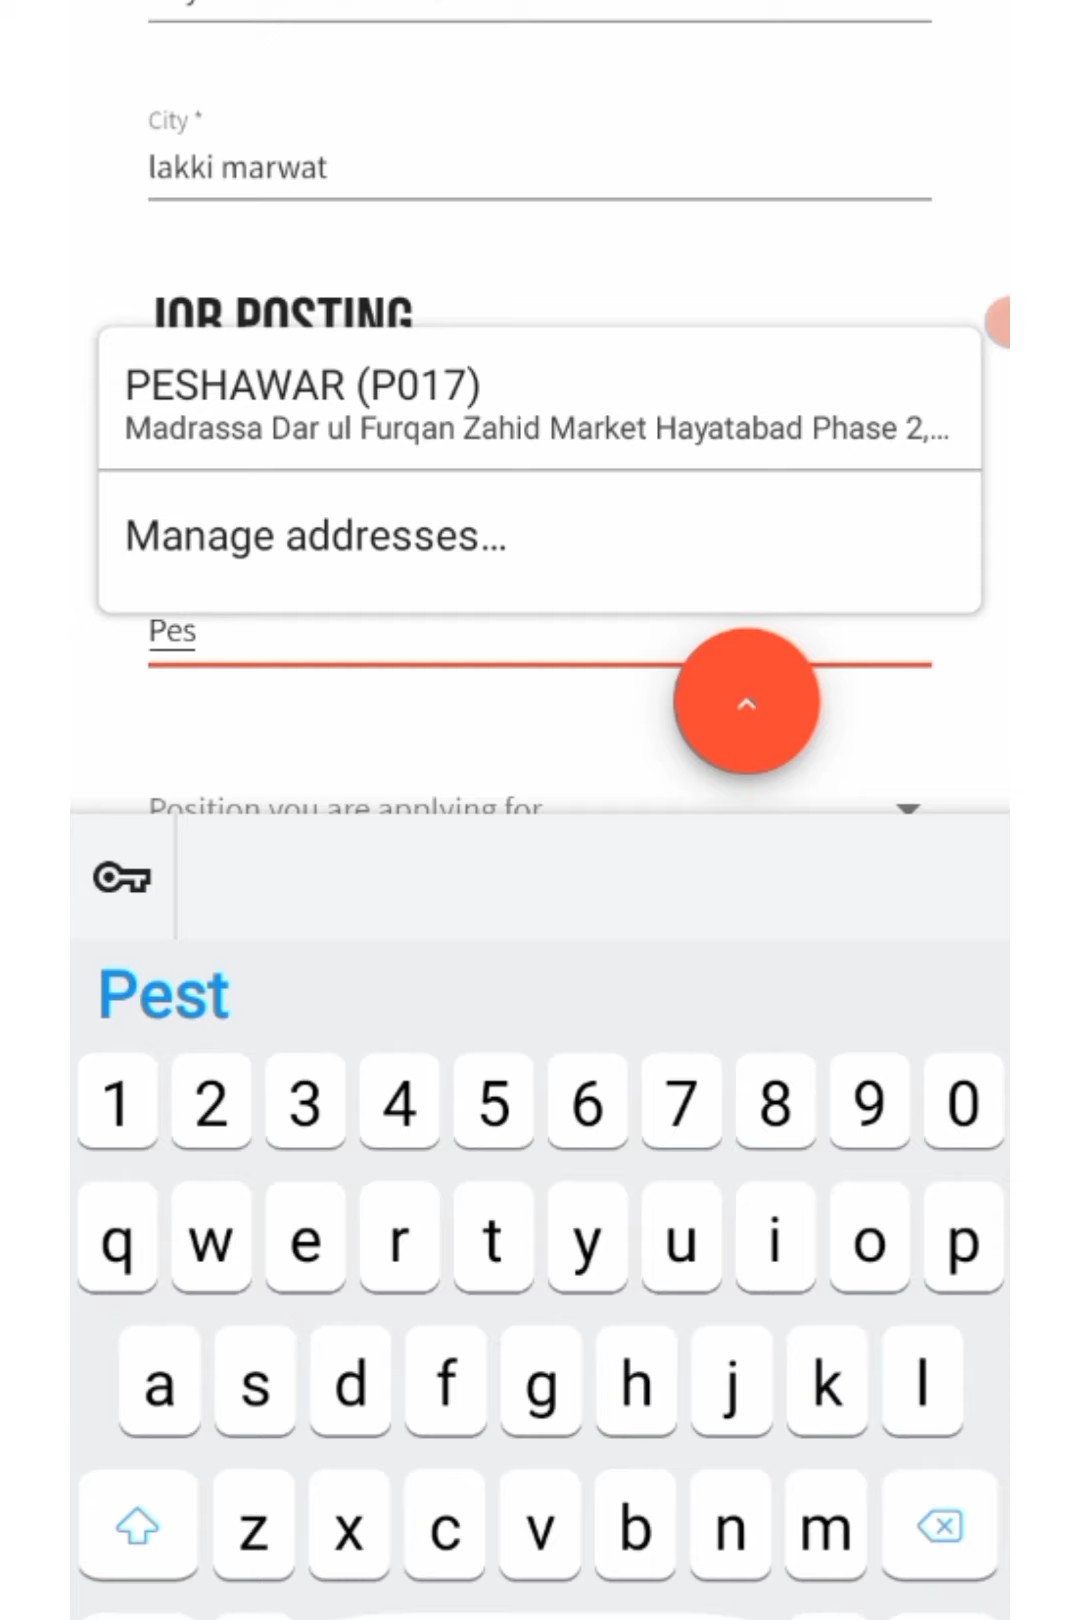 City *
lakki marwat
JOB POSTING
PESHAWAR (P017)
Madrassa Dar ul Furqan Zahid Market Hayatabad Phase 2,...
Manage addresses...
Pes
Position you are applying for
Pest
1 2 3 4 5 6 7 8 9 0
q w e r t y u i o p
a s d f g h j k l
z x c v b n m